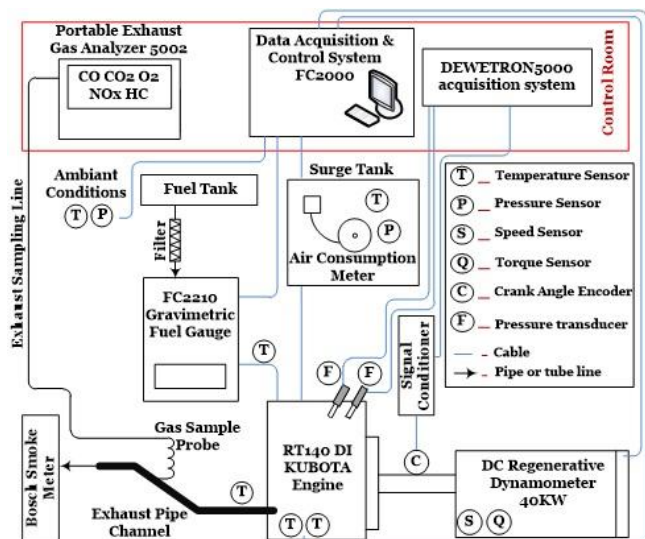 Portable Exhaust
Gas Analyzer 5002
CO CO2 O2
NOx HC
Data Acquisition &
Control System
FC2000
DEWETRON5000
acquisition system
Control Room
Ambiant
Conditions
T P
Fuel Tank
Filter
Surge Tank
T
P
Air Consumption
Meter
T Temperature Sensor
P Pressure Sensor
S Speed Sensor
Q Torque Sensor
C Crank Angle Encoder
F Pressure transducer
Cable
Pipe or tube line
Exhaust Sampling Line
FC2210
Gravimetric
Fuel Gauge
T
F F
Signal
Conditioner
Gas Sample
Probe
Bosch Smoke
Meter
RT140 DI
KUBOTA
Engine
C
DC Regenerative
Dynamometer
40KW
S Q
T
Exhaust Pipe
Channel
T T